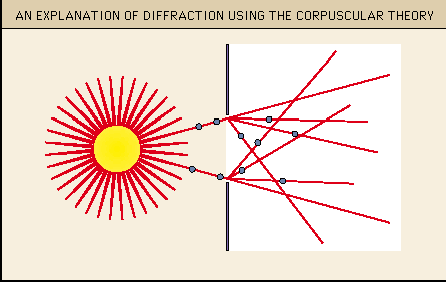 AN EXPLANATION OF DIFFRACTION USING THE CORPUSCULAR THEORY